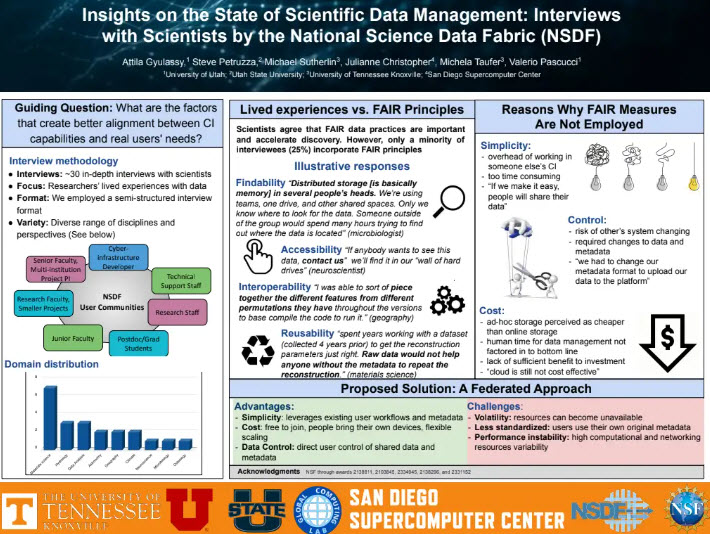 Insights on the State of Scientific Data Management: Interviews
with Scientists by the National Science Data Fabric (NSDF)
Attila Gyulassy,¹ Steve Petruzza,² Michael Sutherlin³, Julianne Christopher⁴, Michela Taufer³, Valerio Pascucci¹
¹University of Utah; ²Utah State University; ³University of Tennessee Knoxville; ⁴San Diego Supercomputer Center
Guiding Question: What are the factors
that create better alignment between CI
capabilities and real users' needs?
Interview methodology
● Interviews: ~30 in-depth interviews with scientists
● Focus: Researchers' lived experiences with data
● Format: We employed a semi-structured interview
format
● Variety: Diverse range of disciplines and
perspectives (See below)
Cyber-
Infrastructure
Developer
Senior Faculty,
Multi-institution
Project PI
Technical
Support Staff
NSDF
User Communities
Research Faculty,
Smaller Projects
Research Staff
Junior Faculty
Postdoc/Grad
Students
Domain distribution
Lived experiences vs. FAIR Principles
Scientists agree that FAIR data practices are important
and accelerate discovery. However, only a minority of
interviewees (25%) incorporate FAIR principles
Illustrative responses
Findability "Distributed storage [is basically
memory] in several people's heads. We're using
teams, one drive, and other shared spaces. Only we
know where to look for the data. Someone outside
of the group would spend many hours trying to find
out where the data is located" (microbiologist)
Accessibility "If anybody wants to see this
data, contact us" we'll find it in our "wall of hard
drives" (neuroscientist)
Interoperability "I was able to sort of piece
together the different features from different
permutations they have throughout the versions
to base compile the code to run it." (geography)
Reusability "spent years working with a dataset
(collected 4 years prior) to get the reconstruction
parameters just right. Raw data would not help
anyone without the metadata to repeat the
reconstruction." (materials science)
Reasons Why FAIR Measures
Are Not Employed
Simplicity:
- overhead of working in
someone else's CI
- too time consuming
- "If we make it easy,
people will share their
data"
Control:
- risk of other's system changing
- required changes to data and
metadata
- "we had to change our
metadata format to upload our
data to the platform"
Cost:
- ad-hoc storage perceived as cheaper
than online storage
- human time for data management not
factored in to bottom line
- lack of sufficient benefit to investment
- "cloud is still not cost effective"
$
Proposed Solution: A Federated Approach
Advantages:
- Simplicity: leverages existing user workflows and metadata
- Cost: free to join, people bring their own devices, flexible
scaling
- Data Control: direct user control of shared data and
metadata
Challenges:
- Volatility: resources can become unavailable
- Less standardized: users use their own original metadata
- Performance instability: high computational and networking
resources variability
Acknowledgments NSF through awards
T
THE UNIVERSITY OF
TENNESSEE
KNOXVILLE
U
STATE
GLOBAL COMPUTING
LAB
SAN DIEGO
SUPERCOMPUTER CENTER
NSDF
NSF